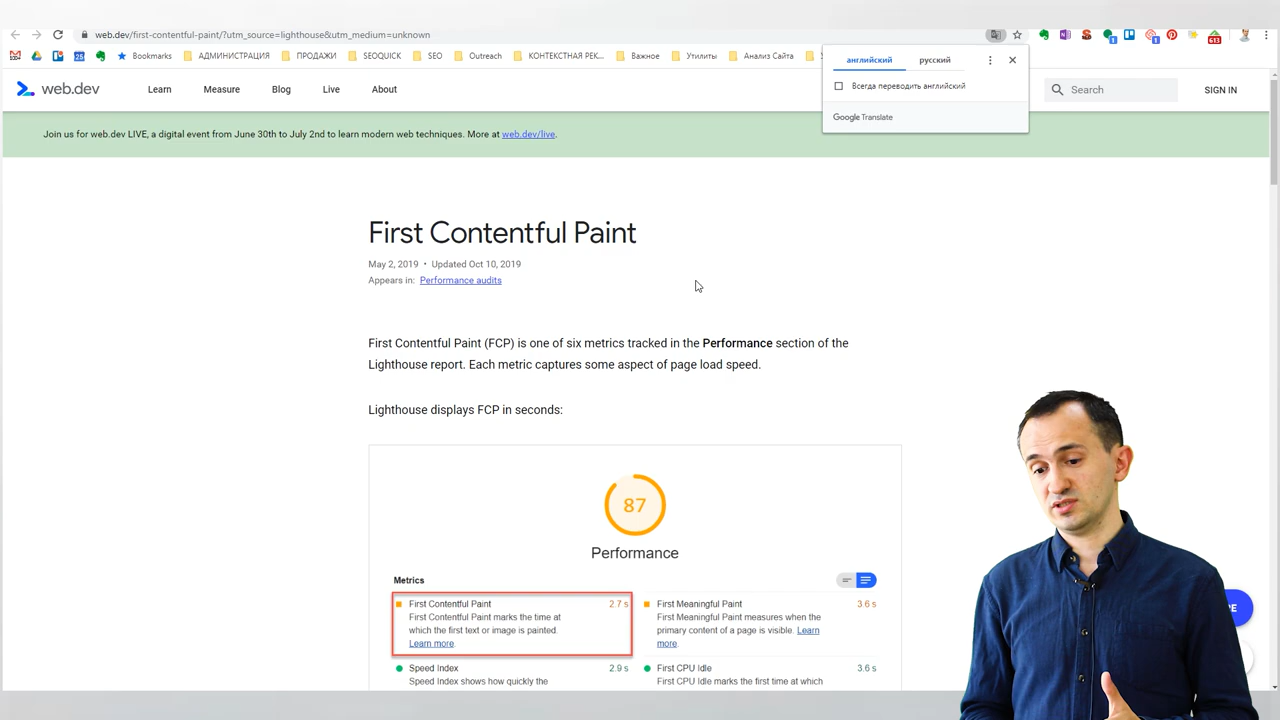 web.dev/first-contentful-paint/?utm_source=lighthouse&utm_medium=unknown
Bookmarks АДМИНИСТРАЦИЯ ПРОДАЖИ SEOQUICK SEO Outreach КОНТЕКСТНАЯ РЕК... Важное Утилиты Анализ Сайта
английский русский
Всегда переводить английский
Google Translate
web.dev Learn Measure Blog Live About Search SIGN IN
Join us for web.dev LIVE, a digital event from June 30th to July 2nd to learn modern web techniques. More at web.dev/live.
First Contentful Paint
May 2, 2019 • Updated Oct 10, 2019
Appears in: Performance audits
First Contentful Paint (FCP) is one of six metrics tracked in the Performance section of the
Lighthouse report. Each metric captures some aspect of page load speed.
Lighthouse displays FCP in seconds:
87
Performance
Metrics
First Contentful Paint 2.7 s
First Contentful Paint marks the time at
which the first text or image is painted.
Learn more.
First Meaningful Paint 3.6 s
First Meaningful Paint measures when the
primary content of a page is visible. Learn
more.
Speed Index 2.9 s
Speed Index shows how quickly the
First CPU Idle 3.6 s
First CPU Idle marks the first time at which